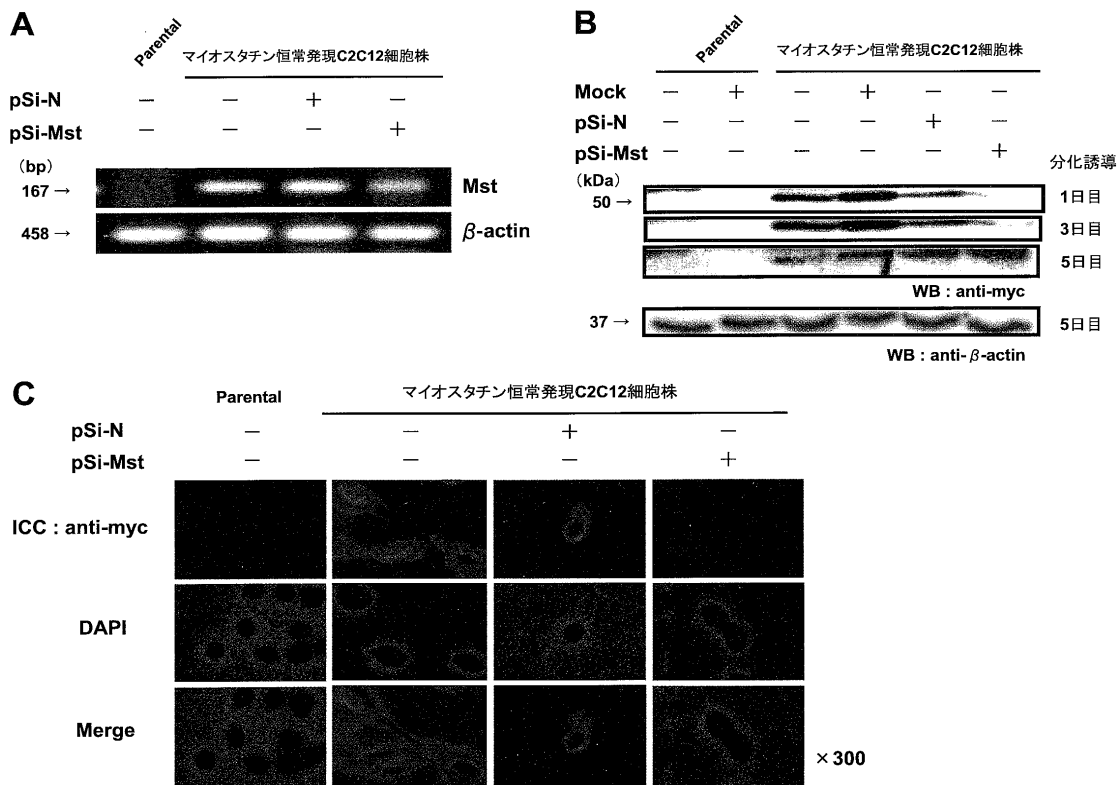 A
Parental
マイオスタチン恒常発現C2C12細胞株
pSi-N − − + −
pSi-Mst − − − +
(bp)
167 → Mst
458 → β-actin
B
Parental
マイオスタチン恒常発現C2C12細胞株
Mock − + − + − −
pSi-N − − − − + −
pSi-Mst − − − − − +
(kDa)
分化誘導
50 → 1日目
3日目
5日目
WB : anti-myc
37 → 5日目
WB : anti-β-actin
C
Parental
マイオスタチン恒常発現C2C12細胞株
pSi-N − − + −
pSi-Mst − − − +
ICC : anti-myc
DAPI
Merge
×300